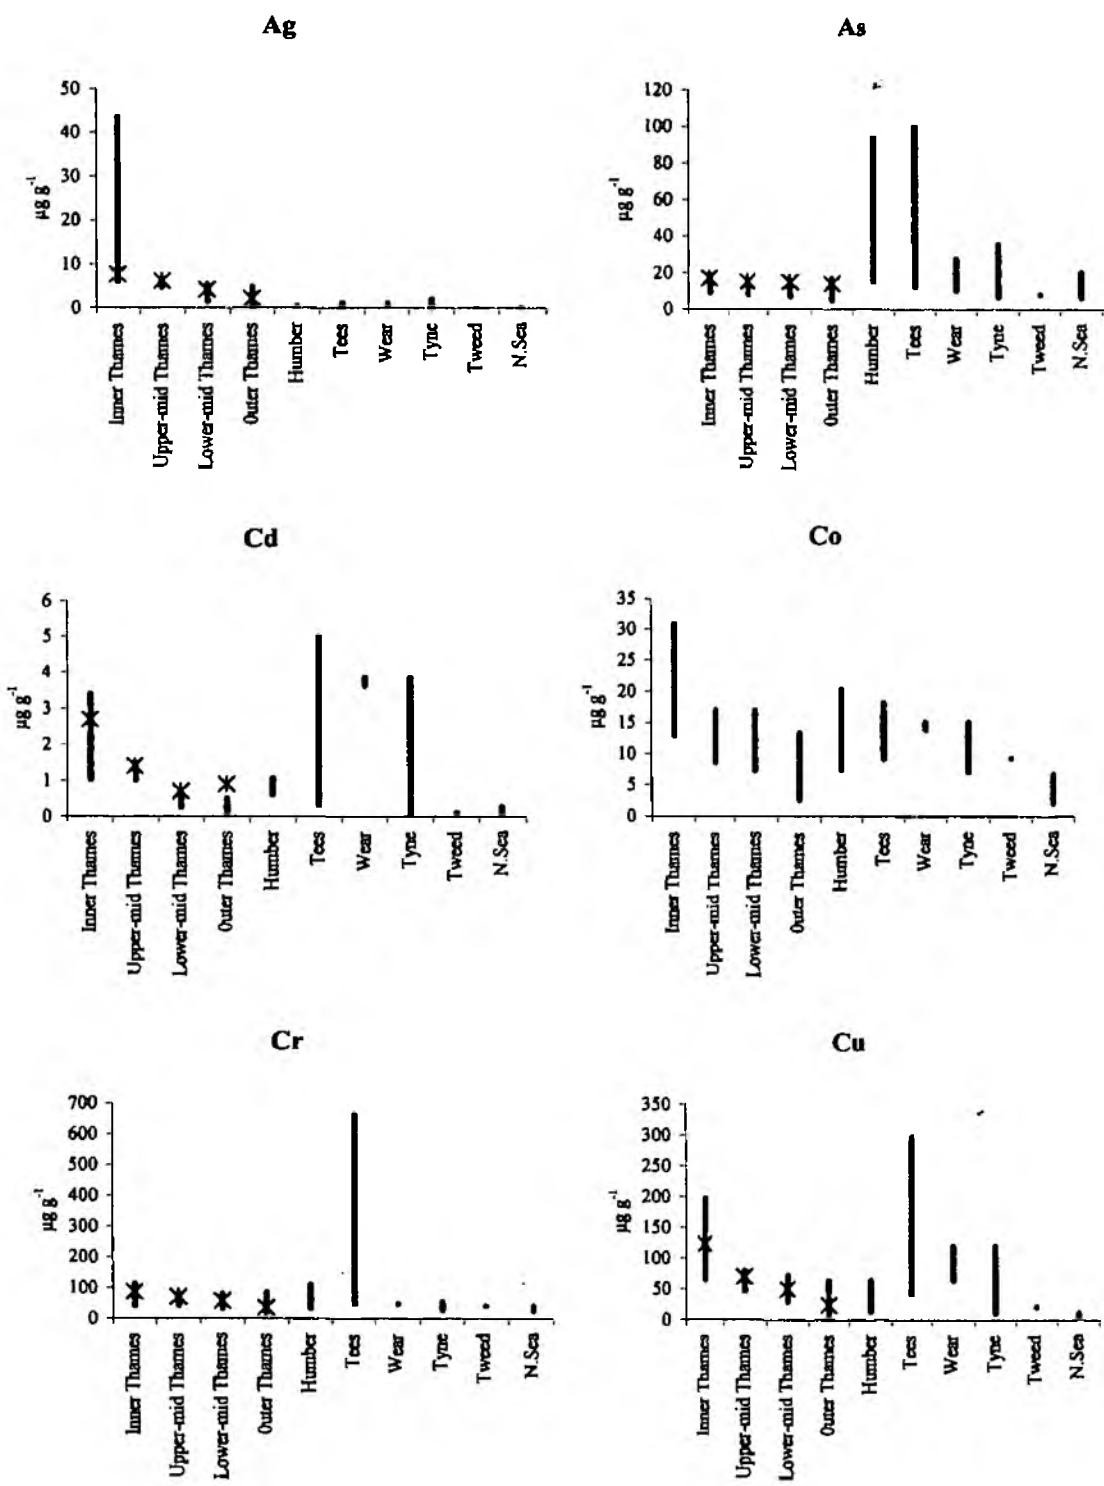 Ag
50
40
30
20
10
0
µg g-1
Inner Thames
Upper-mid Thames
Lower-mid Thames
Outer Thames
Humber
Tees
Wear
Tyne
Tweed
N.Sea
As
120
100
80
60
40
20
0
µg g-1
Inner Thames
Upper-mid Thames
Lower-mid Thames
Outer Thames
Humber
Tees
Wear
Tyne
Tweed
N.Sea
Cd
6
5
4
3
2
1
0
µg g-1
Inner Thames
Upper-mid Thames
Lower-mid Thames
Outer Thames
Humber
Tees
Wear
Tyne
Tweed
N.Sea
Co
35
30
25
20
15
10
5
0
µg g-1
Inner Thames
Upper-mid Thames
Lower-mid Thames
Outer Thames
Humber
Tees
Wear
Tyne
Tweed
N.Sea
Cr
700
600
500
400
300
200
100
0
µg g-1
Inner Thames
Upper-mid Thames
Lower-mid Thames
Outer Thames
Humber
Tees
Wear
Tyne
Tweed
N.Sea
Cu
350
300
250
200
150
100
50
0
µg g-1
Inner Thames
Upper-mid Thames
Lower-mid Thames
Outer Thames
Humber
Tees
Wear
Tyne
Tweed
N.Sea